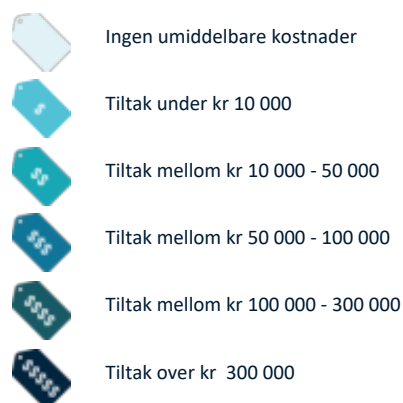 Ingen umiddelbare kostnader
$
Tiltak under kr 10 000
$$
Tiltak mellom kr 10 000 - 50 000
$$$
Tiltak mellom kr 50 000 - 100 000
$$$$
Tiltak mellom kr 100 000 - 300 000
$$$$$
Tiltak over kr  300 000